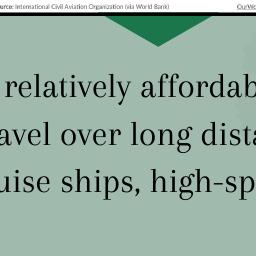 urce: International Civil Aviation Organization (via World Bank) OurWo
relatively affordab
avel over long dista
uise ships, high-sp